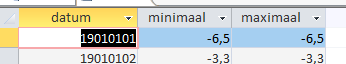 datum minimaal maximaal
19010101 -6,5 -6,5
19010102 -3,3 -3,3